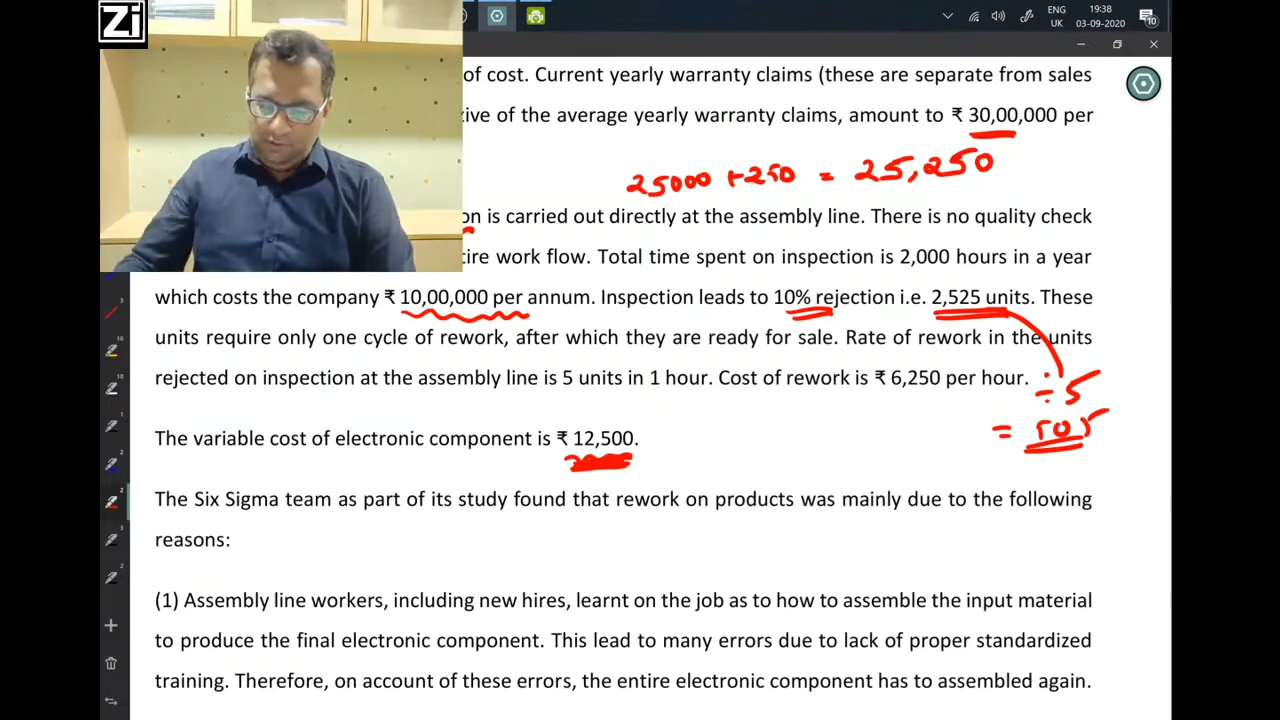 Zi
ENG
UK
19:38
03-09-2020
10
of cost. Current yearly warranty claims (these are separate from sales
tive of the average yearly warranty claims, amount to ₹ 30,00,000 per
25000 +250 = 25,250
on is carried out directly at the assembly line. There is no quality check
tire work flow. Total time spent on inspection is 2,000 hours in a year
which costs the company ₹ 10,00,000 per annum. Inspection leads to 10% rejection i.e. 2,525 units. These
units require only one cycle of rework, after which they are ready for sale. Rate of rework in the units
rejected on inspection at the assembly line is 5 units in 1 hour. Cost of rework is ₹ 6,250 per hour.
÷ 5
= 505
The variable cost of electronic component is ₹ 12,500.
The Six Sigma team as part of its study found that rework on products was mainly due to the following
reasons:
(1) Assembly line workers, including new hires, learnt on the job as to how to assemble the input material
to produce the final electronic component. This lead to many errors due to lack of proper standardized
training. Therefore, on account of these errors, the entire electronic component has to assembled again.